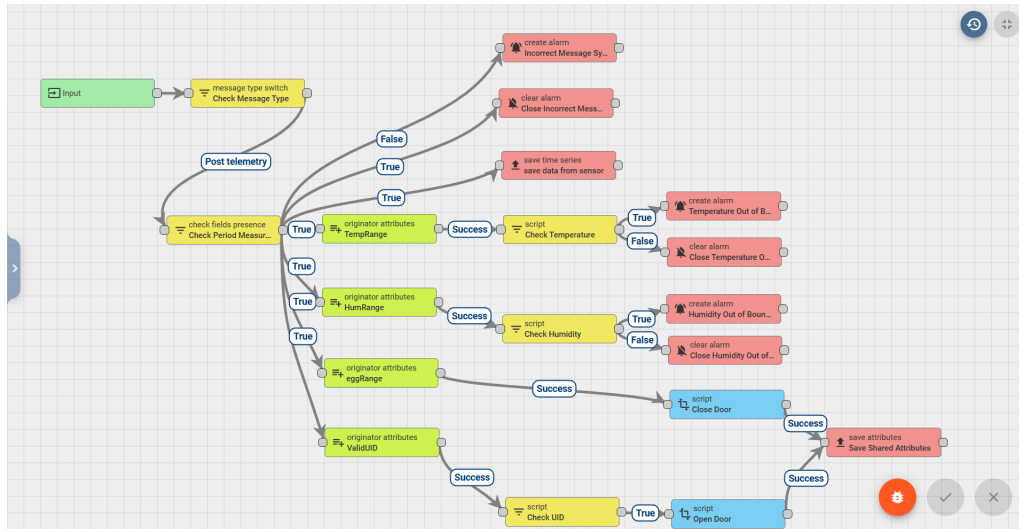 create alarm
Incorrect Message Sy...
Input
message type switch
Check Message Type
clear alarm
Close Incorrect Mess...
False
Post telemetry
True
save time series
save data from sensor
True
create alarm
Temperature Out of B...
check fields presence
Check Period Measur...
True
originator attributes
TempRange
Success
script
Check Temperature
True
False
clear alarm
Close Temperature O...
True
originator attributes
HumRange
True
Success
script
Check Humidity
True
False
create alarm
Humidity Out of Boun...
clear alarm
Close Humidity Out of...
True
originator attributes
eggRange
Success
script
Close Door
Success
originator attributes
ValidUID
save attributes
Save Shared Attributes
Success
Success
script
Check UID
True
script
Open Door